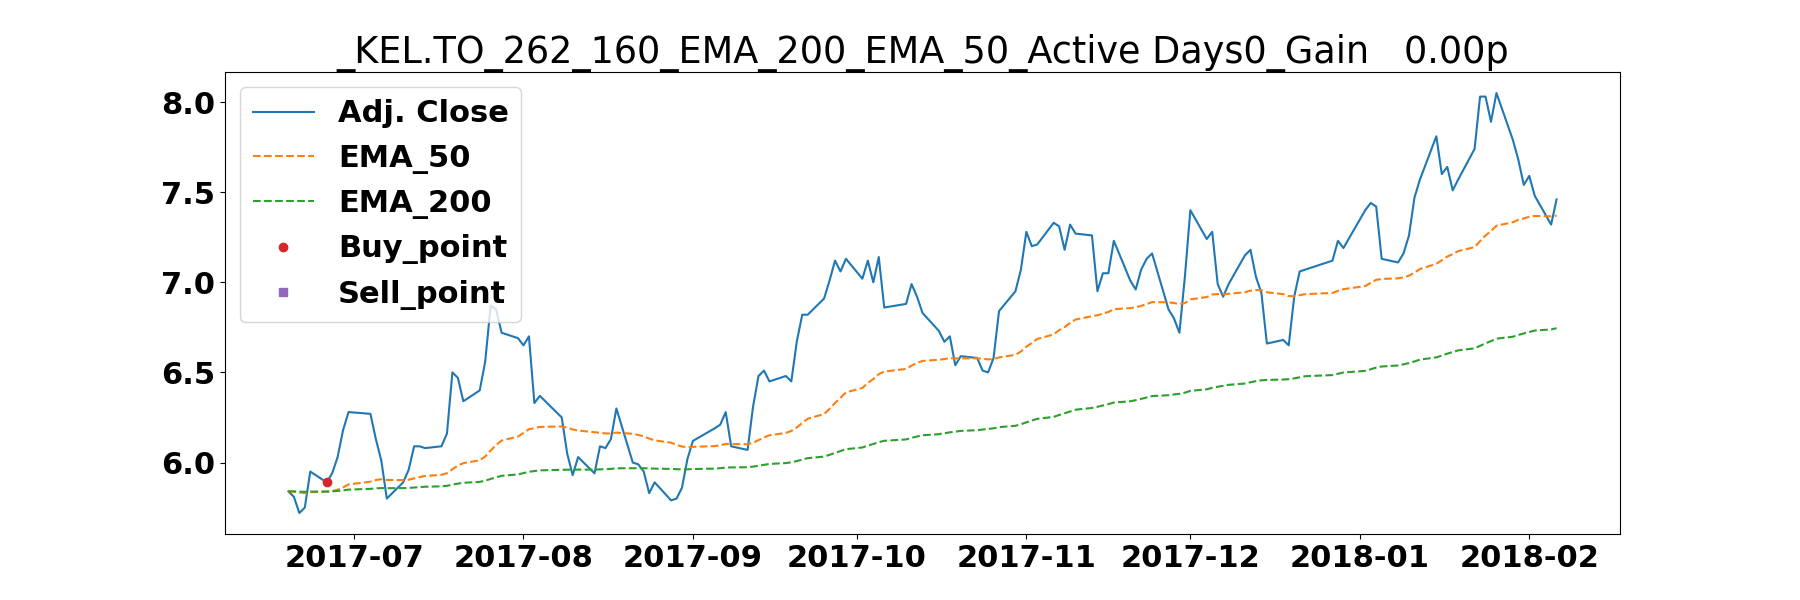 _KEL.TO_262_160_EMA_200_EMA_50_Active Days0_Gain   0.00p
8.0
7.5
7.0
6.5
6.0
Adj. Close
EMA_50
EMA_200
Buy_point
Sell_point
2017-07 2017-08 2017-09 2017-10 2017-11 2017-12 2018-01 2018-02